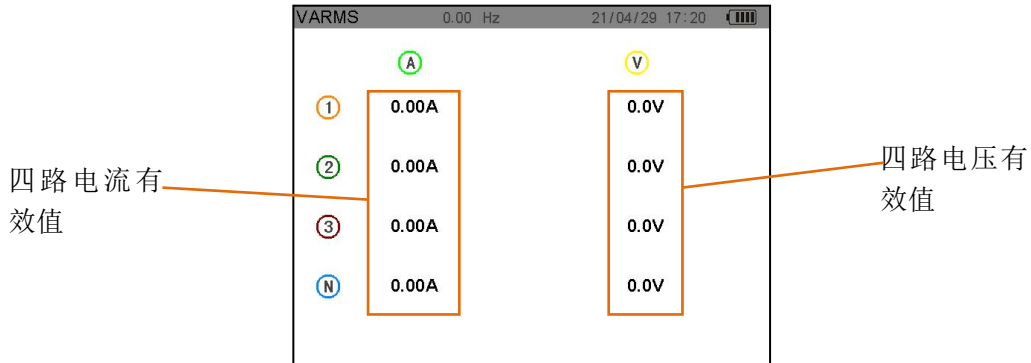 VARMS 0.00 Hz 21/04/29 17:20
A V
1 0.00A 0.0V
2 0.00A 0.0V
四路电流有
效值
四路电压有
效值
3 0.00A 0.0V
N 0.00A 0.0V